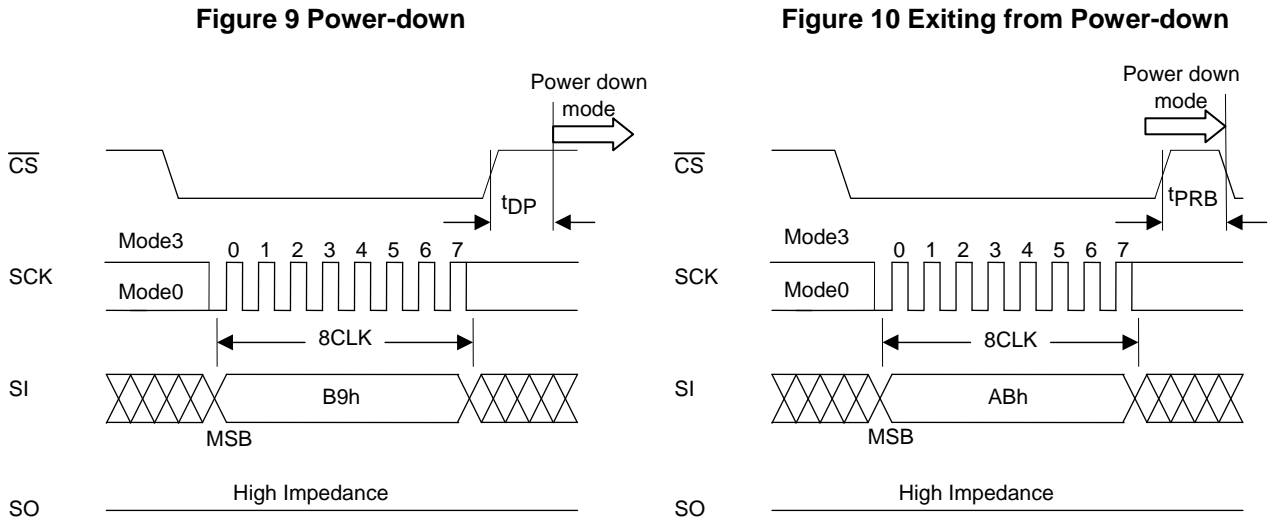 Figure 9 Power-down
Power down
mode
CS
tDP
Mode3
0 1 2 3 4 5 6 7
SCK
Mode0
8CLK
SI
B9h
MSB
High Impedance
SO
Figure 10 Exiting from Power-down
Power down
mode
CS
tPRB
Mode3
0 1 2 3 4 5 6 7
SCK
Mode0
8CLK
SI
ABh
MSB
High Impedance
SO